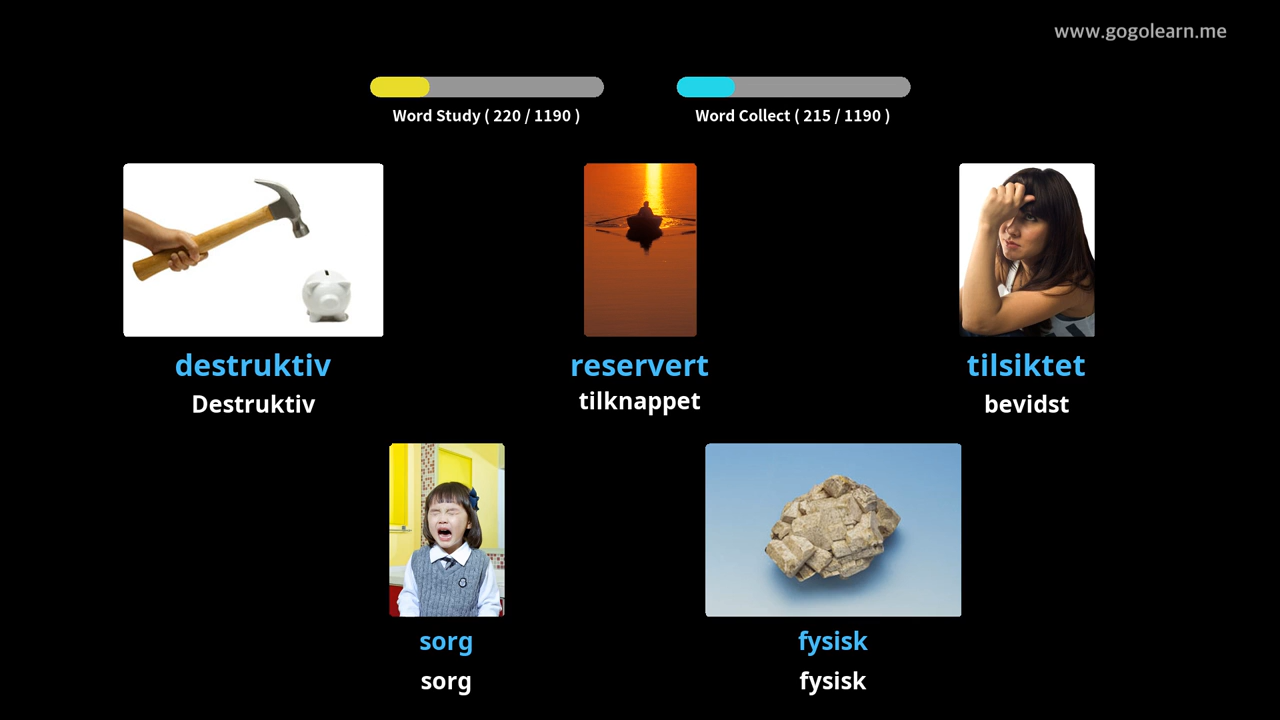 www.gogolearn.me
Word Study ( 220 / 1190 )
Word Collect ( 215 / 1190 )
destruktiv
Destruktiv
reservert
tilknappet
tilsiktet
bevidst
sorg
sorg
fysisk
fysisk